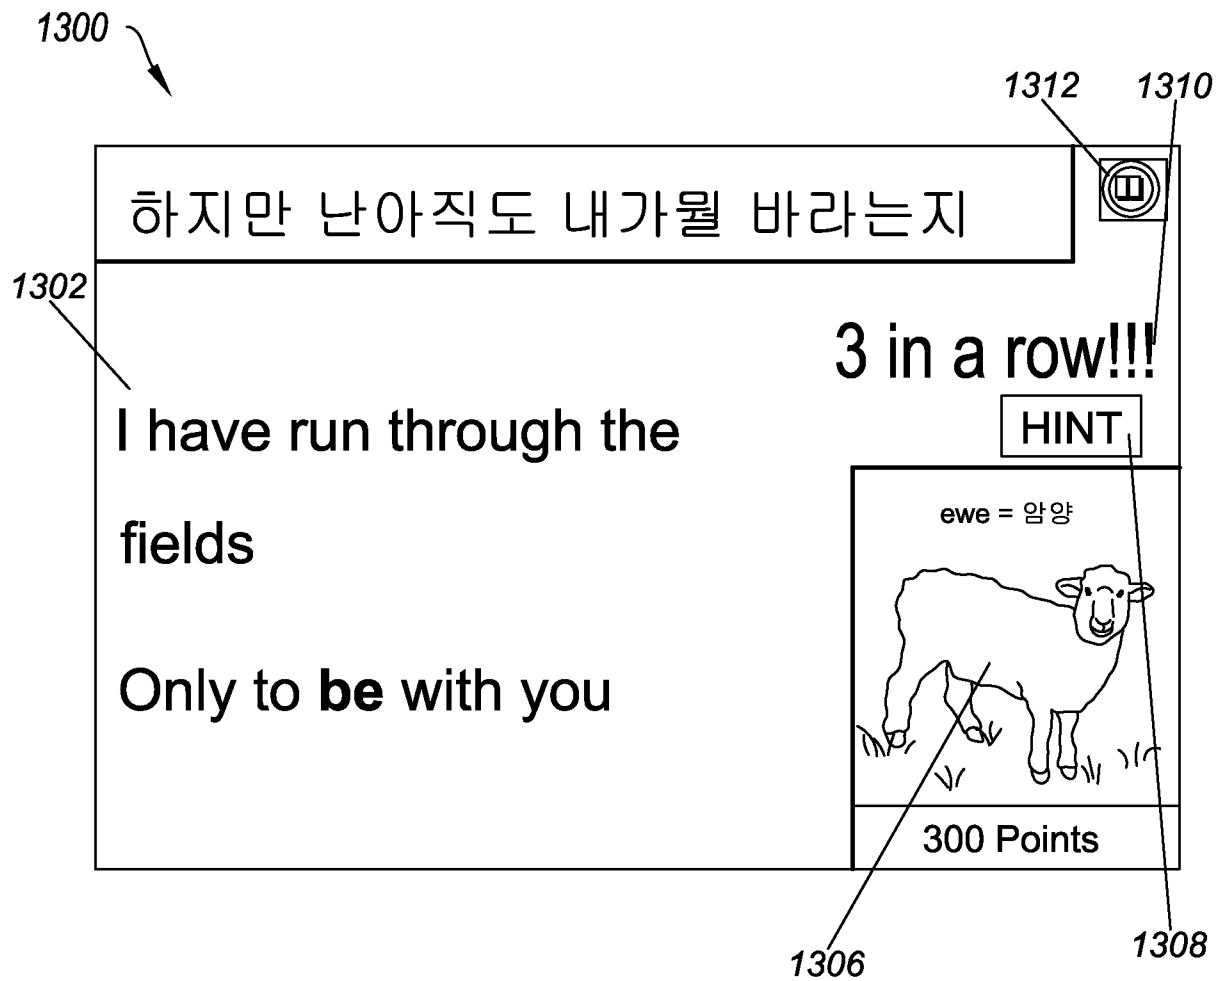 1300
1312
1310
하지만 난아직도 내가뭘 바라는지
1302
3 in a row!!!
I have run through the
HINT
ewe = 암양
fields
Only to be with you
300 Points
1306
1308